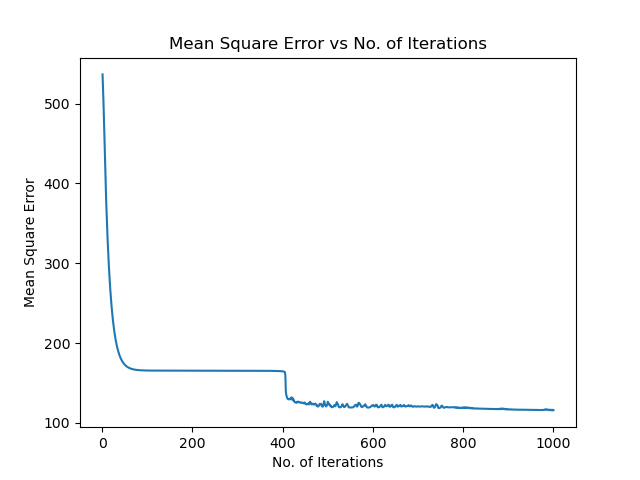 Mean Square Error vs No. of Iterations
500
400
300
200
100
Mean Square Error
0 200 400 600 800 1000
No. of Iterations